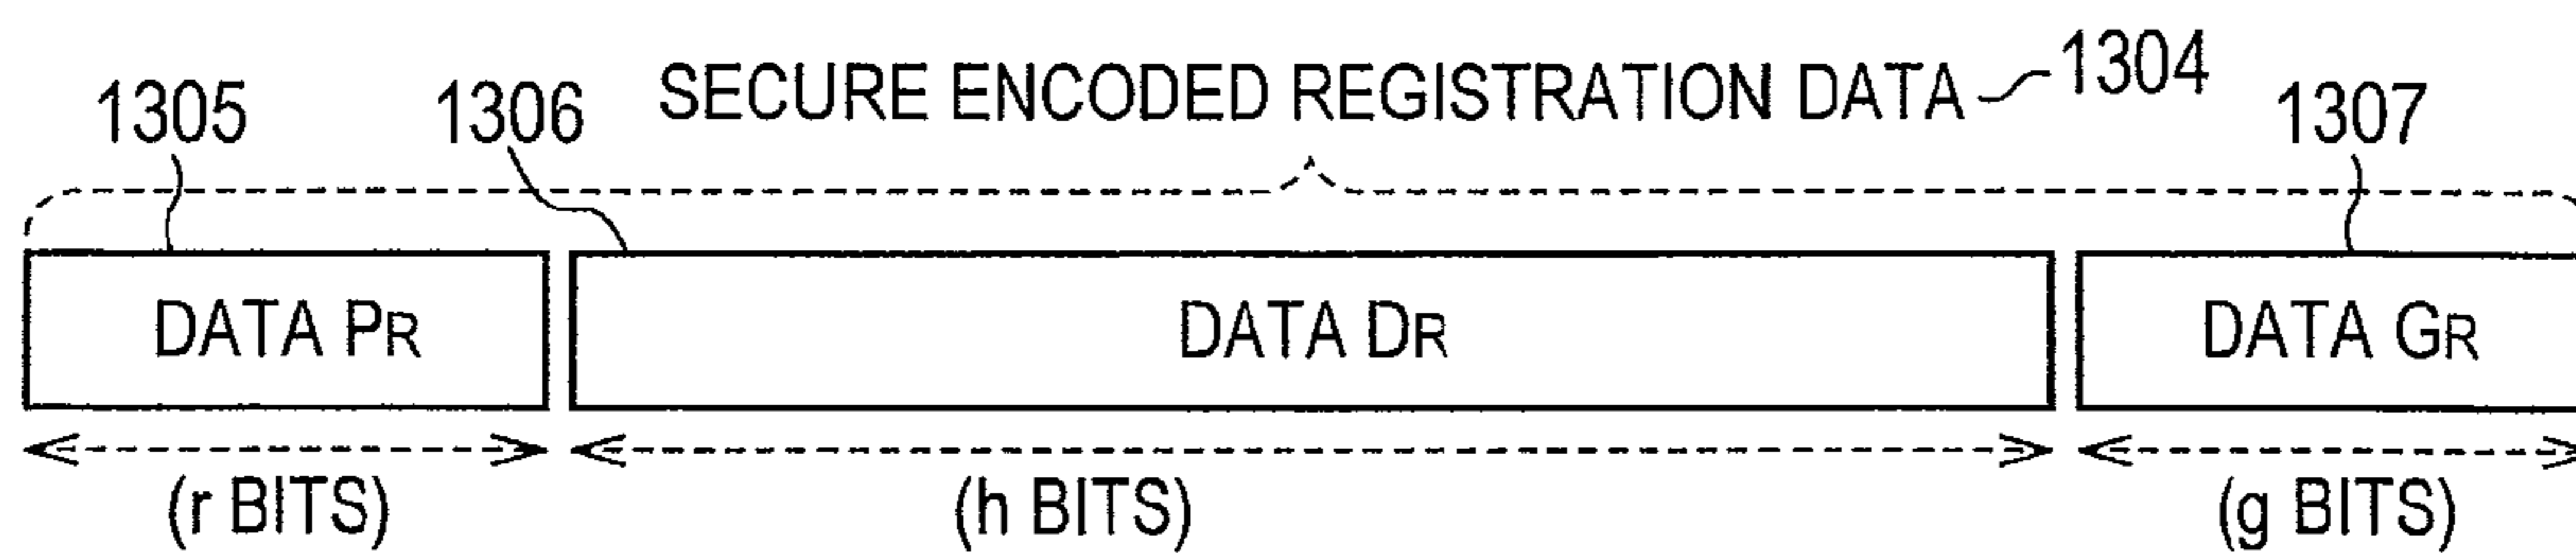 1305 1306 SECURE ENCODED REGISTRATION DATA 1304 1307
DATA PR DATA DR DATA GR
(r BITS) (h BITS) (g BITS)